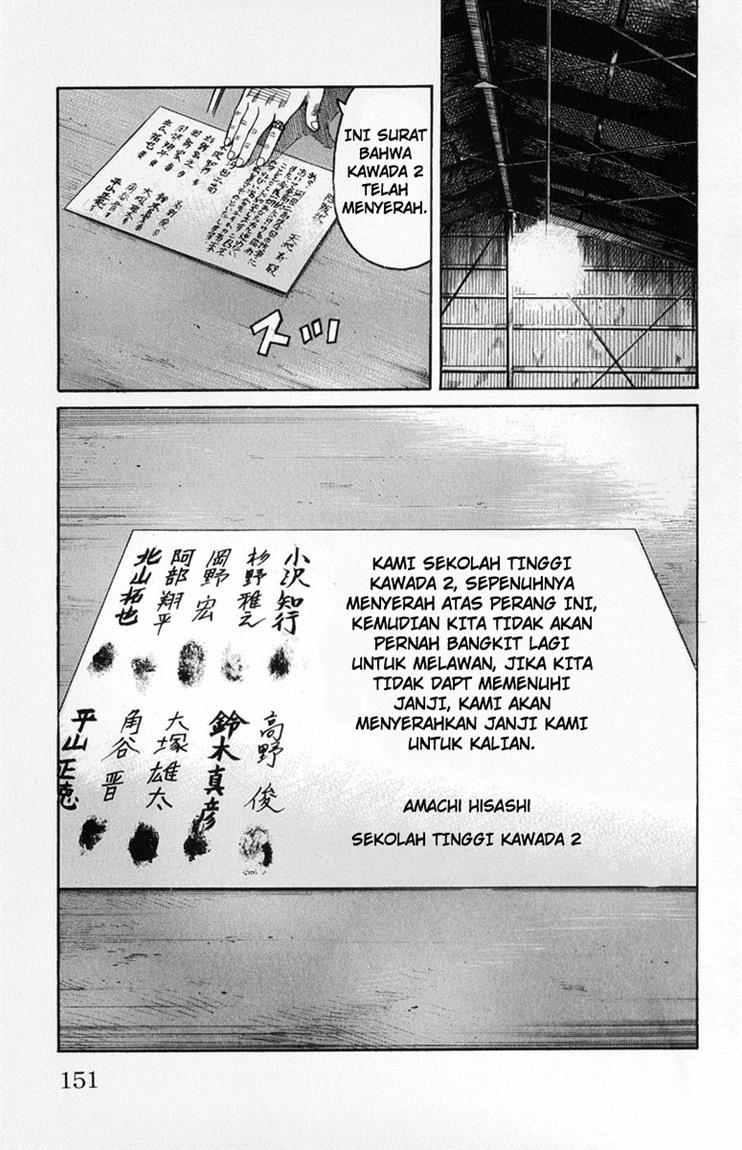 INI SURAT
BAHWA
KAWADA 2
TELAH
MENYERAH.
スッ
KAMI SEKOLAH TINGGI
KAWADA 2, SEPENUHNYA
MENYERAH ATAS PERANG INI,
KEMUDIAN KITA TIDAK AKAN
PERNAH BANGKIT LAGI
UNTUK MELAWAN, JIKA KITA
TIDAK DAPT MEMENUHI
JANJI, KAMI AKAN
MENYERAHKAN JANJI KAMI
UNTUK KALIAN.
AMACHI HISASHI
SEKOLAH TINGGI KAWADA 2
小沢知行
杉野雅之
岡野宏
阿部翔平
北山拓也
高野俊
鈴木真彦
大塚雄太
角谷晋
平山正恵
151